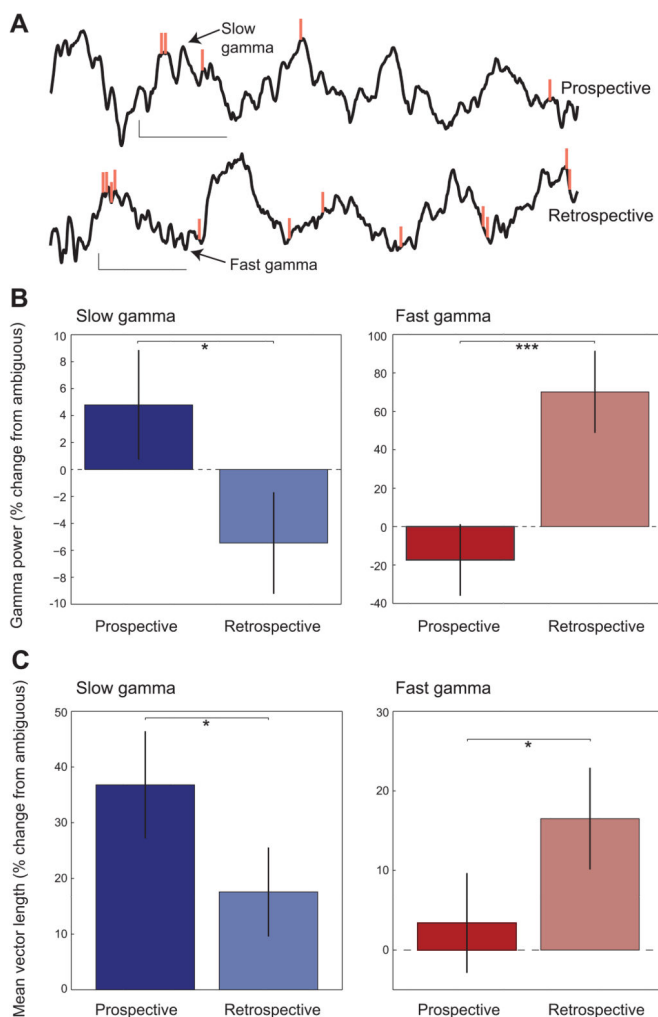 A
Slow
gamma
Prospective
Retrospective
Fast gamma
B
Slow gamma
Fast gamma
Gamma power (% change from ambiguous)
10
8
6
4
2
0
−2
−4
−6
−8
−10
*
Prospective
Retrospective
100
80
60
40
20
0
-20
-40
***
Prospective
Retrospective
C
Slow gamma
Fast gamma
Mean vector length (% change from ambiguous)
50
40
30
20
10
0
*
Prospective
Retrospective
30
20
10
0
*
Prospective
Retrospective